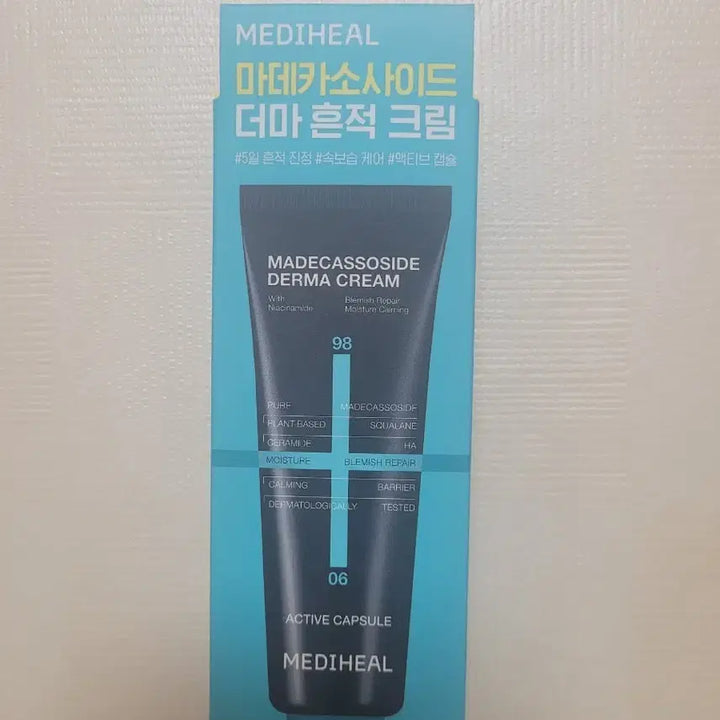 MEDIHEAL
마데카소사이드
더마 흔적 크림
#5일 흔적 진정 #속보습 케어 #액티브 캡슐
MADECASSOSIDE
DERMA CREAM
With Blemish Repair
Niacinamide Moisture Calming
98
PURE MADECASSOSIDE
PLANT-BASED SQUALANE
CERAMIDE HA
MOISTURE BLEMISH REPAIR
CALMING BARRIER
DERMATOLOGICALLY TESTED
06
ACTIVE CAPSULE
MEDIHEAL